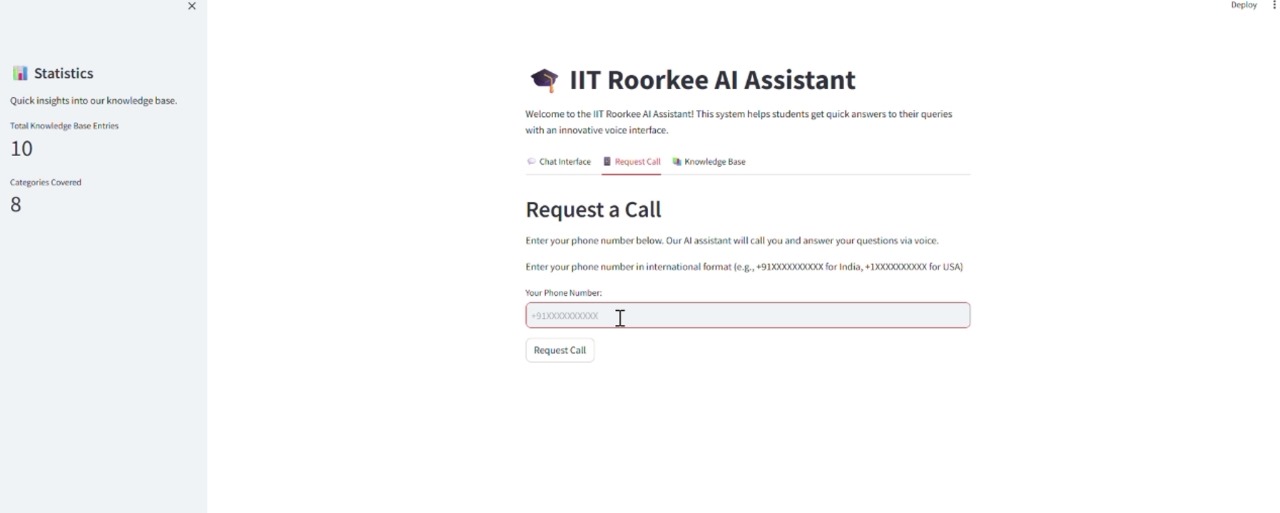 Deploy
Statistics
Quick insights into our knowledge base.
Total Knowledge Base Entries
10
Categories Covered
8
IIT Roorkee AI Assistant
Welcome to the IIT Roorkee AI Assistant! This system helps students get quick answers to their queries
with an innovative voice interface.
Chat Interface Request Call Knowledge Base
Request a Call
Enter your phone number below. Our AI assistant will call you and answer your questions via voice.
Enter your phone number in international format (e.g., +91XXXXXXXXXX for India, +1XXXXXXXXXX for USA)
Your Phone Number:
+91XXXXXXXXXX
Request Call